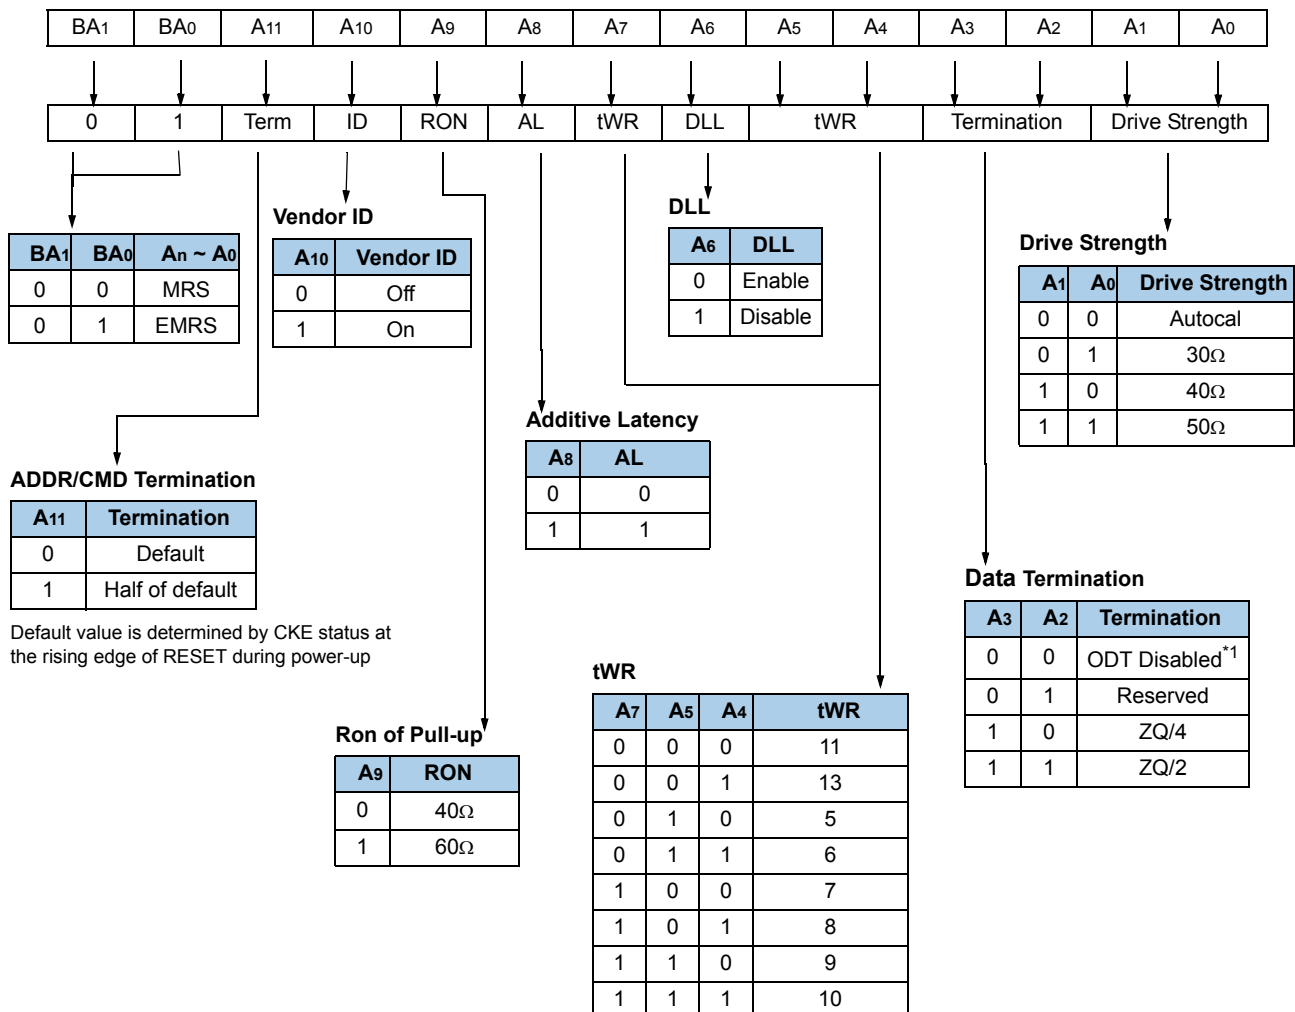 BA1 BA0 A11 A10 A9 A8 A7 A6 A5 A4 A3 A2 A1 A0
0 1 Term ID RON AL tWR DLL tWR Termination Drive Strength
BA1 BA0 An ~ A0
0 0 MRS
0 1 EMRS
Vendor ID
A10 Vendor ID
0 Off
1 On
DLL
A6 DLL
0 Enable
1 Disable
Drive Strength
A1 A0 Drive Strength
0 0 Autocal
0 1 30Ω
1 0 40Ω
1 1 50Ω
ADDR/CMD Termination
A11 Termination
0 Default
1 Half of default
Default value is determined by CKE status at
the rising edge of RESET during power-up
Additive Latency
A8 AL
0 0
1 1
Data Termination
A3 A2 Termination
0 0 ODT Disabled*1
0 1 Reserved
1 0 ZQ/4
1 1 ZQ/2
Ron of Pull-up
A9 RON
0 40Ω
1 60Ω
tWR
A7 A5 A4 tWR
0 0 0 11
0 0 1 13
0 1 0 5
0 1 1 6
1 0 0 7
1 0 1 8
1 1 0 9
1 1 1 10